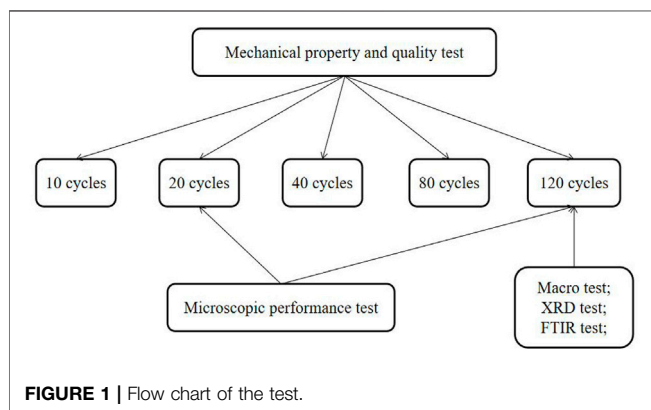 Mechanical property and quality test
10 cycles
20 cycles
40 cycles
80 cycles
120 cycles
Microscopic performance test
Macro test;
XRD test;
FTIR test;
FIGURE 1 | Flow chart of the test.